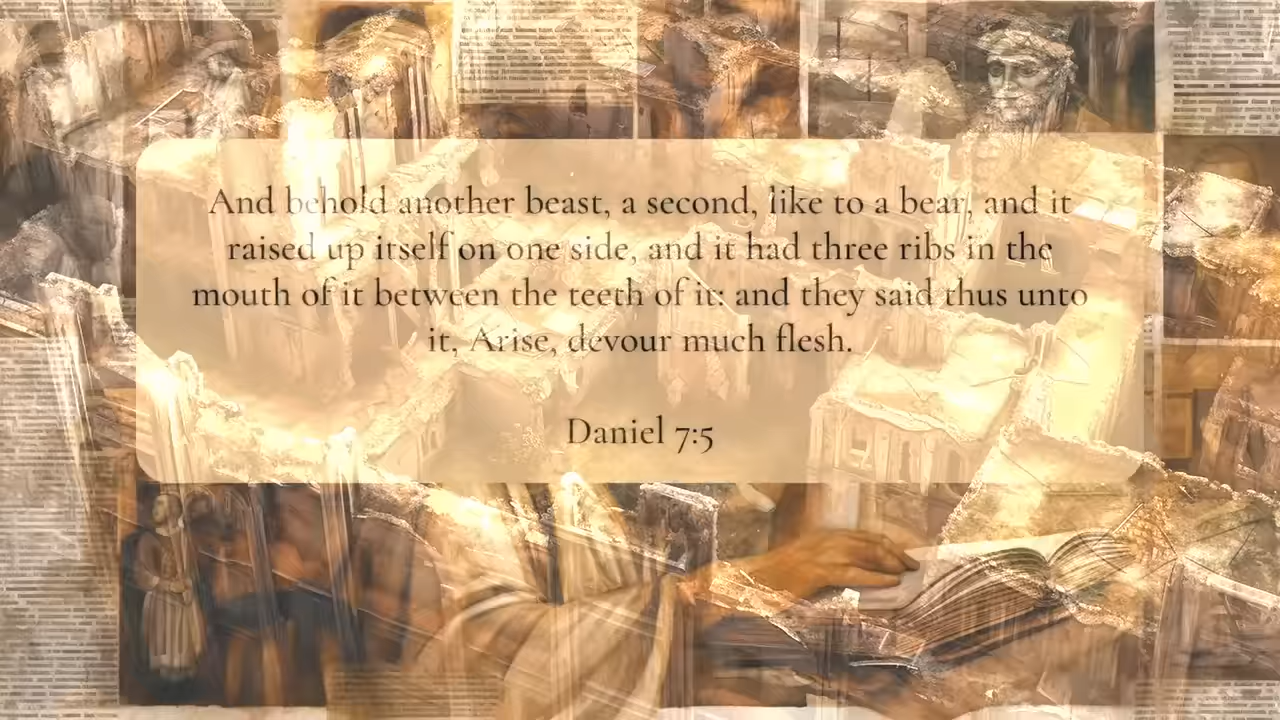 And behold another beast, a second, like to a bear, and it
raised up itself on one side, and it had three ribs in the
mouth of it between the teeth of it: and they said thus unto
it, Arise, devour much flesh.
Daniel 7:5